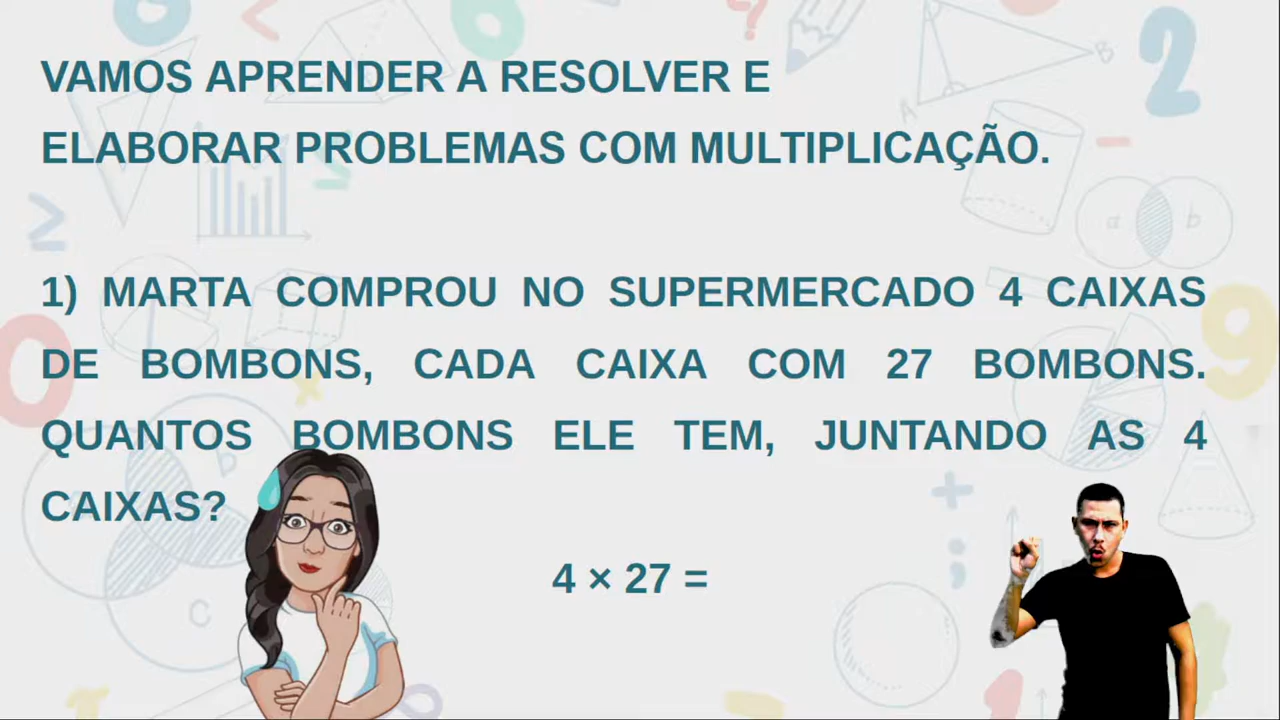 VAMOS APRENDER A RESOLVER E
ELABORAR PROBLEMAS COM MULTIPLICAÇÃO.
1) MARTA COMPROU NO SUPERMERCADO 4 CAIXAS
DE BOMBONS, CADA CAIXA COM 27 BOMBONS.
QUANTOS BOMBONS ELE TEM, JUNTANDO AS 4
CAIXAS?
4 × 27 =